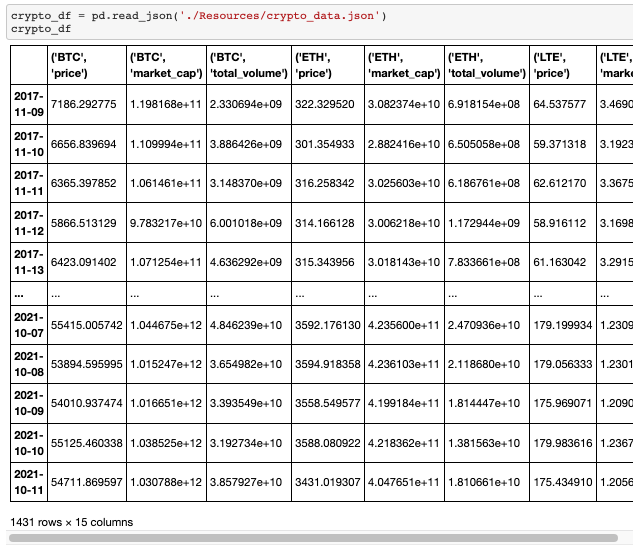 crypto_df = pd.read_json('./Resources/crypto_data.json')
crypto_df
('BTC', 'price') ('BTC', 'market_cap') ('BTC', 'total_volume') ('ETH', 'price') ('ETH', 'market_cap') ('ETH', 'total_volume') ('LTE', 'price') ('LTE', 'marke
2017-11-09 7186.292775 1.198168e+11 2.330694e+09 322.329520 3.082374e+10 6.918154e+08 64.537577 3.4690
2017-11-10 6656.839694 1.109994e+11 3.886426e+09 301.354933 2.882416e+10 6.505058e+08 59.371318 3.1923
2017-11-11 6365.397852 1.061461e+11 3.148370e+09 316.258342 3.025603e+10 6.186761e+08 62.612170 3.3675
2017-11-12 5866.513129 9.783217e+10 6.001018e+09 314.166128 3.006218e+10 1.172944e+09 58.916112 3.1698
2017-11-13 6423.091402 1.071254e+11 4.636292e+09 315.343956 3.018143e+10 7.833661e+08 61.163042 3.2915
... ... ... ... ... ... ... ... ...
2021-10-07 55415.005742 1.044675e+12 4.846239e+10 3592.176130 4.235600e+11 2.470936e+10 179.199934 1.2309
2021-10-08 53894.595995 1.015247e+12 3.654982e+10 3594.918358 4.236103e+11 2.118680e+10 179.056333 1.2301
2021-10-09 54010.937474 1.016651e+12 3.393549e+10 3558.549577 4.199184e+11 1.814447e+10 175.969071 1.2090
2021-10-10 55125.460338 1.038525e+12 3.192734e+10 3588.080922 4.218362e+11 1.381563e+10 179.983616 1.2367
2021-10-11 54711.869597 1.030788e+12 3.857927e+10 3431.019307 4.047651e+11 1.810661e+10 175.434910 1.2056
1431 rows × 15 columns